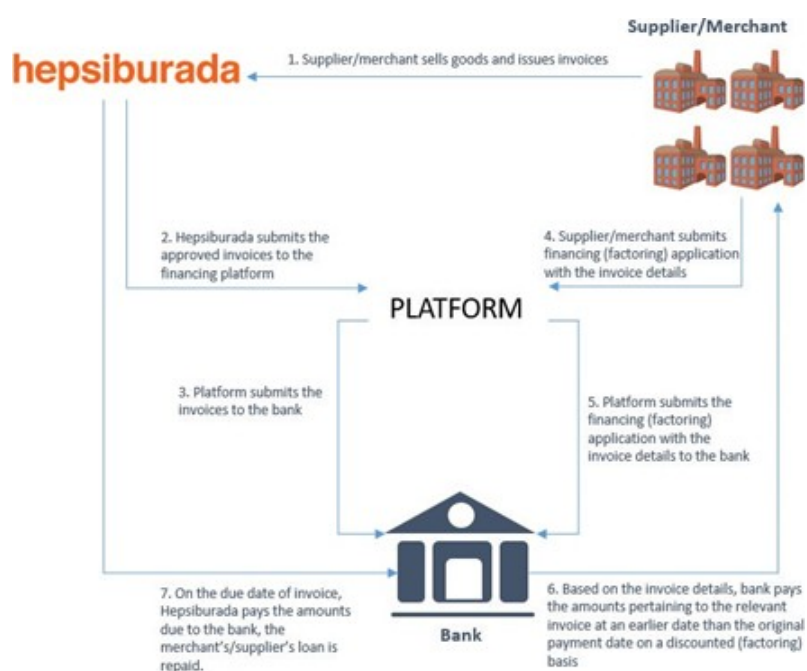 Supplier/Merchant
hepsiburada
1. Supplier/merchant sells goods and issues invoices
2. Hepsiburada submits the
approved invoices to the
financing platform
4. Supplier/merchant submits
financing (factoring) application
with the invoice details
PLATFORM
3. Platform submits the
invoices to the bank
5. Platform submits the
financing (factoring)
application with the
invoice details to the bank
7. On the due date of invoice,
Hepsiburada pays the amounts
due to the bank, the
merchant's/supplier's loan is
repaid.
Bank
6. Based on the invoice details, bank pays
the amounts pertaining to the relevant
invoice at an earlier date than the original
payment date on a discounted (factoring)
basis